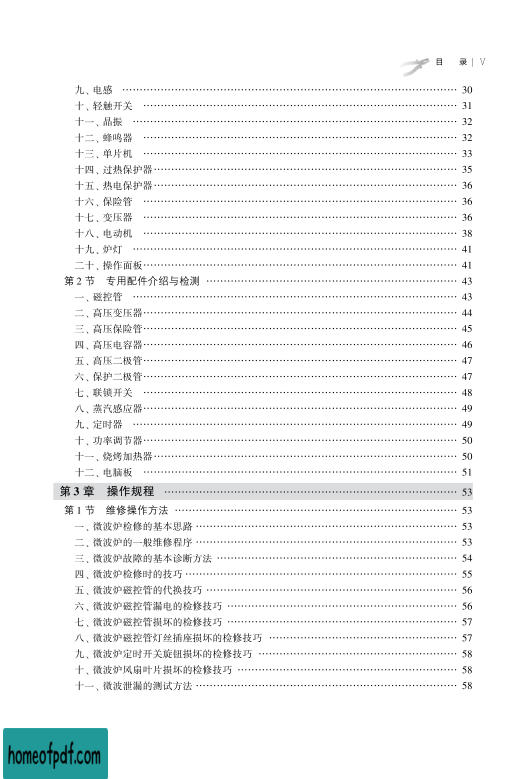 目 录 | V
九、电感 30
十、轻触开关 31
十一、晶振 32
十二、蜂鸣器 32
十三、单片机 33
十四、过热保护器 35
十五、热电保护器 36
十六、保险管 36
十七、变压器 36
十八、电动机 38
十九、炉灯 41
二十、操作面板 41
第2节 专用配件介绍与检测 43
一、磁控管 43
二、高压变压器 44
三、高压保险管 45
四、高压电容器 46
五、高压二极管 47
六、保护二极管 47
七、联锁开关 48
八、蒸汽感应器 49
九、定时器 49
十、功率调节器 50
十一、烧烤加热器 50
十二、电脑板 51
第3章 操作规程 53
第1节 维修操作方法 53
一、微波炉检修的基本思路 53
二、微波炉的一般维修程序 53
三、微波炉故障的基本诊断方法 54
四、微波炉检修时的技巧 55
五、微波炉磁控管的代换技巧 56
六、微波炉磁控管漏电的检修技巧 56
七、微波炉磁控管损坏的检修技巧 57
八、微波炉磁控管灯丝插座损坏的检修技巧 57
九、微波炉定时开关旋钮损坏的检修技巧 58
十、微波炉风扇叶片损坏的检修技巧 58
十一、微波泄漏的测试方法 58
homeofpdf.com